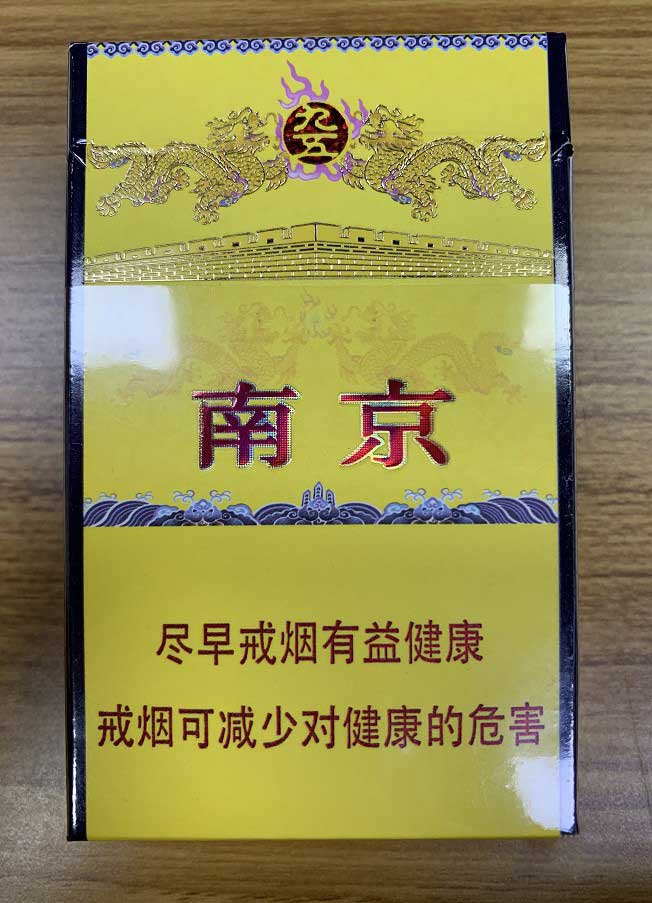 九五
南京
尽早戒烟有益健康
戒烟可减少对健康的危害